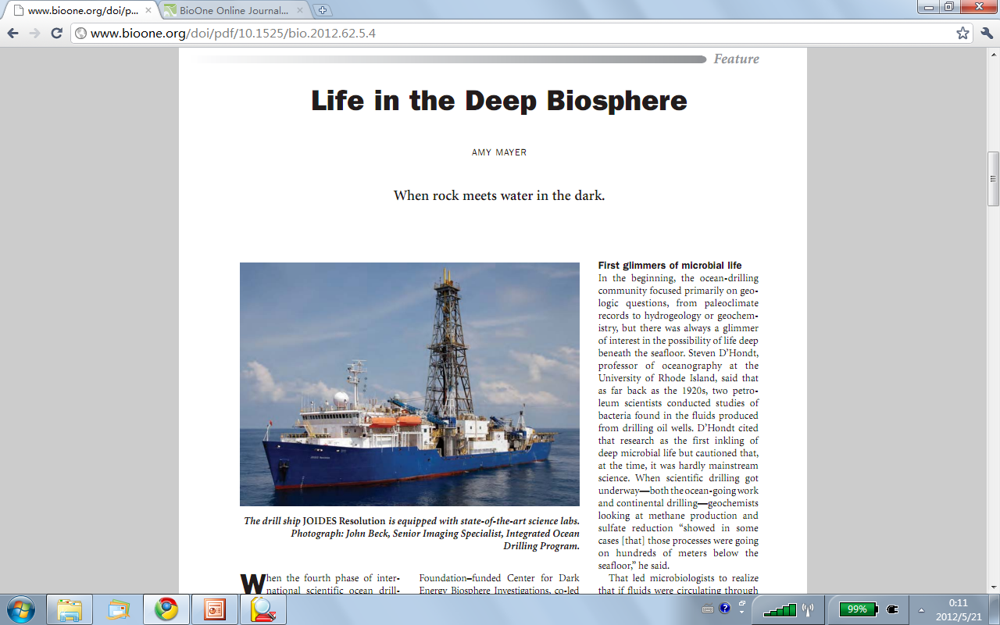 www.bioone.org/doi/p...
BioOne Online Journal...
www.bioone.org/doi/pdf/10.1525/bio.2012.62.5.4
Feature
Life in the Deep Biosphere
AMY MAYER
When rock meets water in the dark.
The drill ship JOIDES Resolution is equipped with state-of-the-art science labs.
Photograph: John Beck, Senior Imaging Specialist, Integrated Ocean
Drilling Program.
When the fourth phase of inter-
national scientific ocean drill-
Foundation–funded Center for Dark
Energy Biosphere Investigations, co-led
First glimmers of microbial life
In the beginning, the ocean-drilling
community focused primarily on geo-
logic questions, from paleoclimate
records to hydrogeology or geochem-
istry, but there was always a glimmer
of interest in the possibility of life deep
beneath the seafloor. Steven D’Hondt,
professor of oceanography at the
University of Rhode Island, said that
as far back as the 1920s, two petro-
leum scientists conducted studies of
bacteria found in the fluids produced
from drilling oil wells. D’Hondt cited
that research as the first inkling of
deep microbial life but cautioned that,
at the time, it was hardly mainstream
science. When scientific drilling got
underway—both the ocean-going work
and continental drilling—geochemists
looking at methane production and
sulfate reduction “showed in some
cases [that] those processes were going
on hundreds of meters below the
seafloor,” he said.
That led microbiologists to realize
that if fluids were circulating through
99%
0:11
2012/5/21